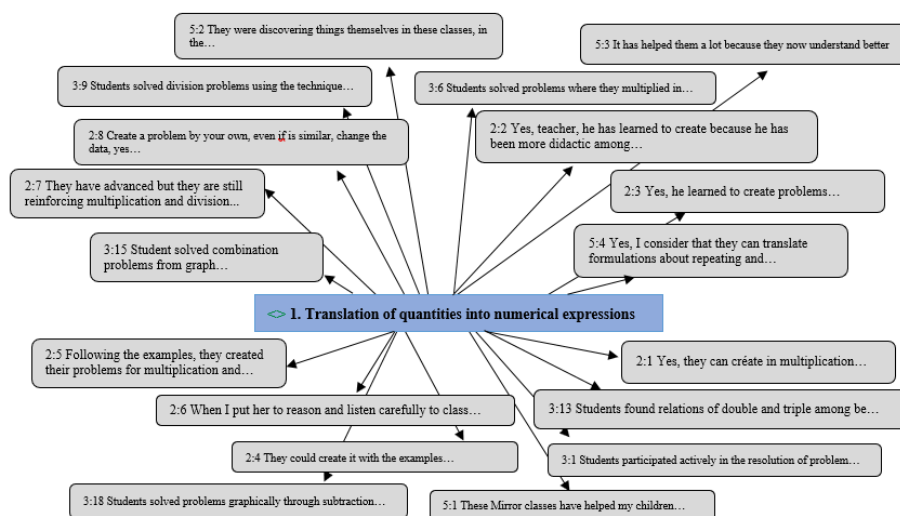 5:2 They were discovering things themselves in these classes, in
the…
5:3 It has helped them a lot because they now understand better
3:9 Students solved division problems using the technique…
3:6 Students solved problems where they multiplied in…
2:8 Create a problem by your own, even if is similar, change the
data, yes…
2:2 Yes, teacher, he has learned to create because he has
been more didactic among…
2:7 They have advanced but they are still
reinforcing multiplication and division...
2:3 Yes, he learned to create problems…
3:15 Student solved combination
problems from graph…
5:4 Yes, I consider that they can translate
formulations about repeating and…
<> 1. Translation of quantities into numerical expressions
2:5 Following the examples, they created
their problems for multiplication and…
2:1 Yes, they can créate in multiplication…
2:6 When I put her to reason and listen carefully to class…
3:13 Students found relations of double and triple among be…
2:4 They could create it with the examples…
3:1 Students participated actively in the resolution of problem…
3:18 Students solved problems graphically through subtraction…
5:1 These Mirror classes have helped my children…